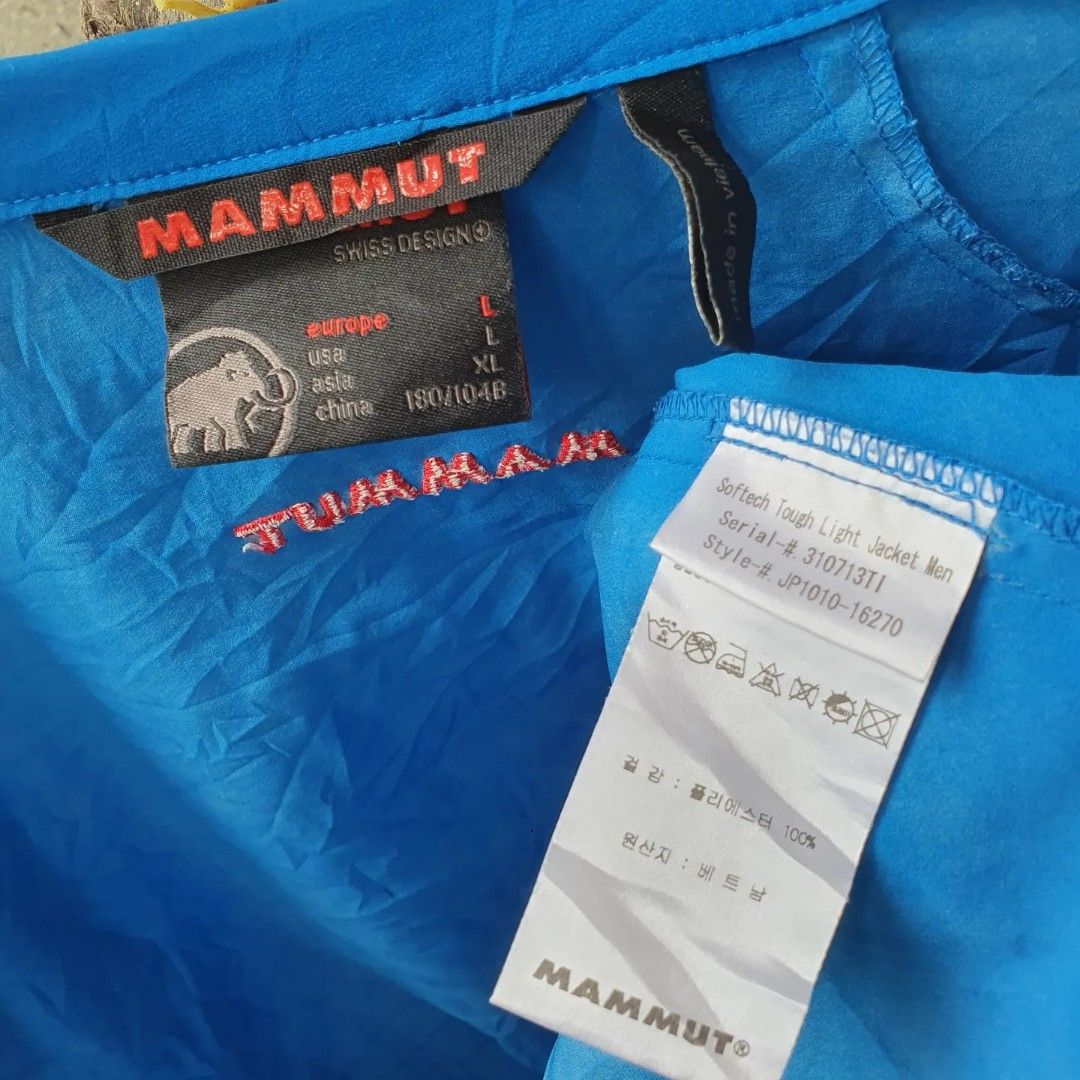 MAMMUT
SWISS DESIGN
europe L
usa L
asia XL
china 180/104B
made in vietnam
TUMMAM
Softech Tough Light Jacket Men
Serial-# 310713TI
Style-# JP1010-16270
겉 감 : 폴리에스터 100%
원산지 : 베 트 남
MAMMUT®